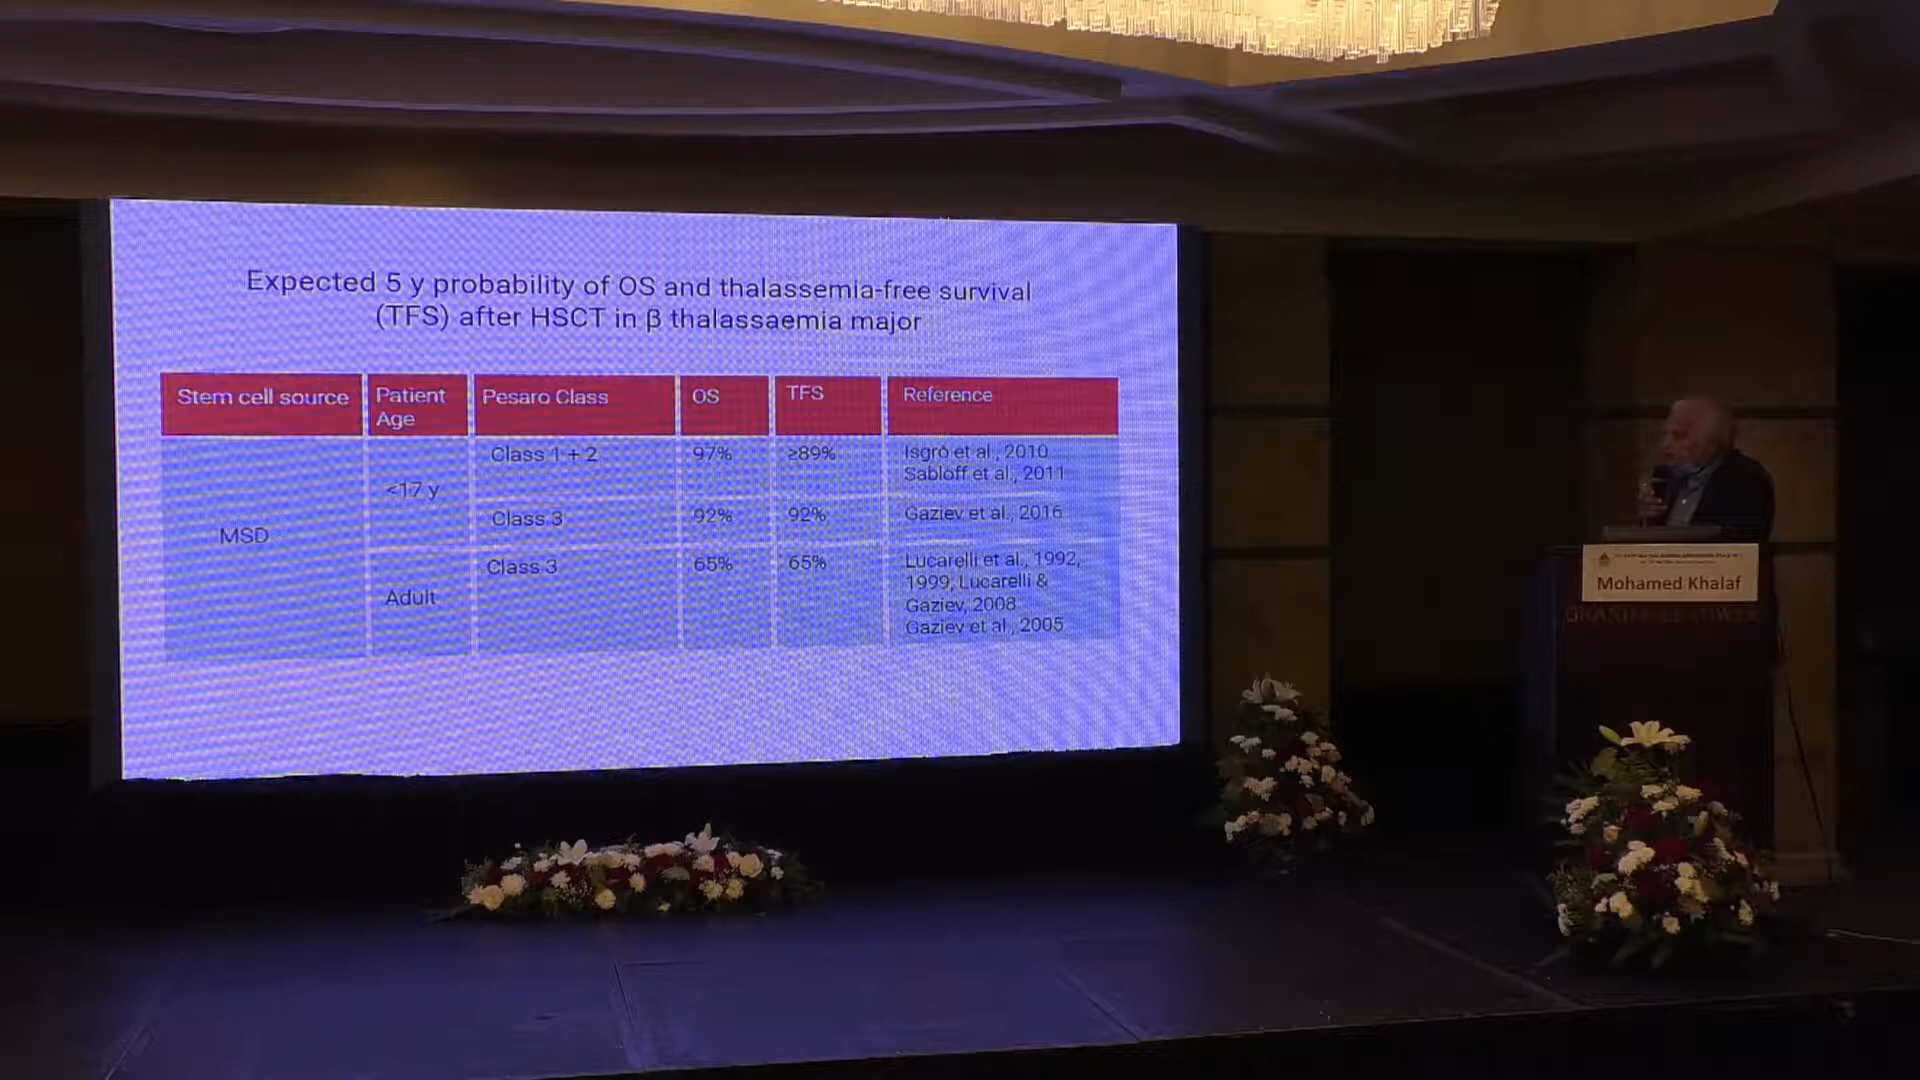 Expected 5 y probability of OS and thalassemia-free survival
(TFS) after HSCT in β thalassaemia major
Stem cell source
Patient
Age
Pesaro Class
OS
TFS
Reference
MSD
<17 y
Class 1 + 2
97%
≥89%
Isgrò et al., 2010
Sabloff et al., 2011
Class 3
92%
92%
Gaziev et al., 2016
Adult
Class 3
65%
65%
Lucarelli et al., 1992,
1999; Lucarelli &
Gaziev, 2008
Gaziev et al., 2005
Mohamed Khalaf